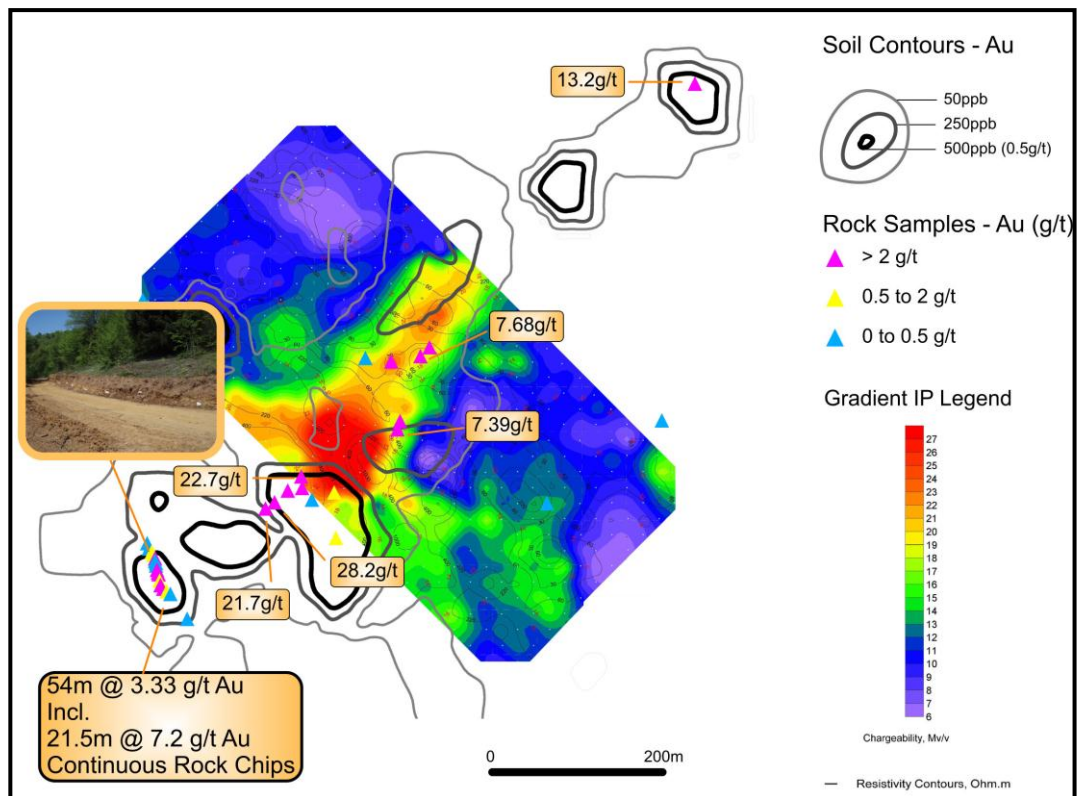 Soil Contours - Au
50ppb
250ppb
500ppb (0.5g/t)
Rock Samples - Au (g/t)
> 2 g/t
0.5 to 2 g/t
0 to 0.5 g/t
Gradient IP Legend
27
26
25
24
23
22
21
20
19
18
17
16
15
14
13
12
11
10
9
8
7
6
Chargeability, Mv/v
Resistivity Contours, Ohm.m
13.2g/t
7.68g/t
7.39g/t
22.7g/t
28.2g/t
21.7g/t
54m @ 3.33 g/t Au
Incl.
21.5m @ 7.2 g/t Au
Continuous Rock Chips
0
200m